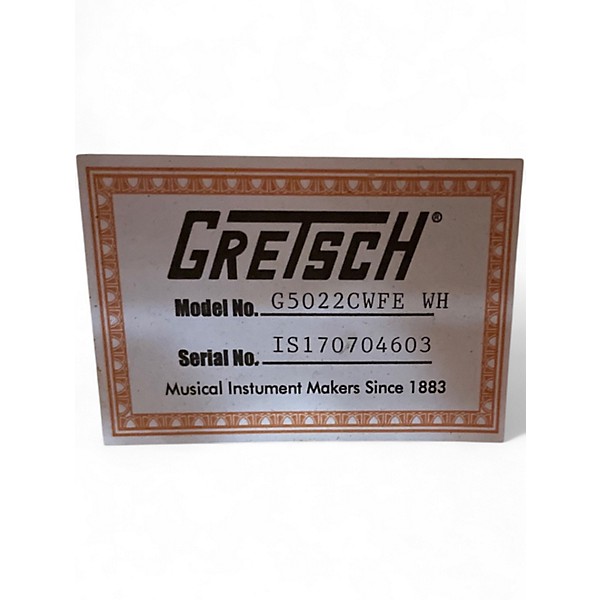 GRETSCH®
Model No. G5022CWFE WH
Serial No. IS170704603
Musical Instument Makers Since 1883